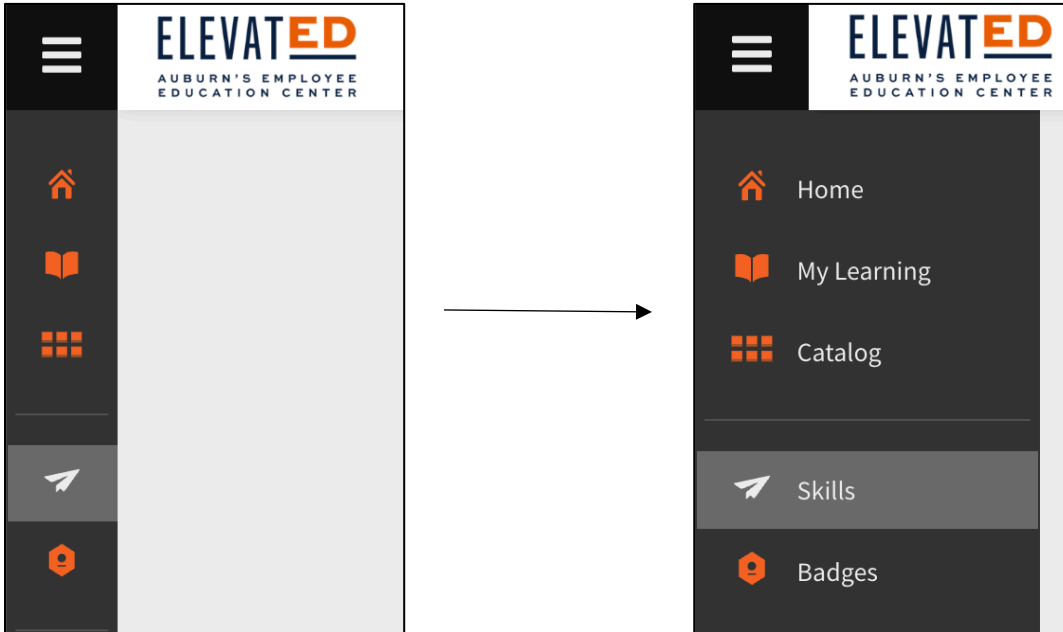 ELEVATED
AUBURN'S EMPLOYEE
EDUCATION CENTER
ELEVATED
AUBURN'S EMPLOYEE
EDUCATION CENTER
Home
My Learning
Catalog
Skills
Badges